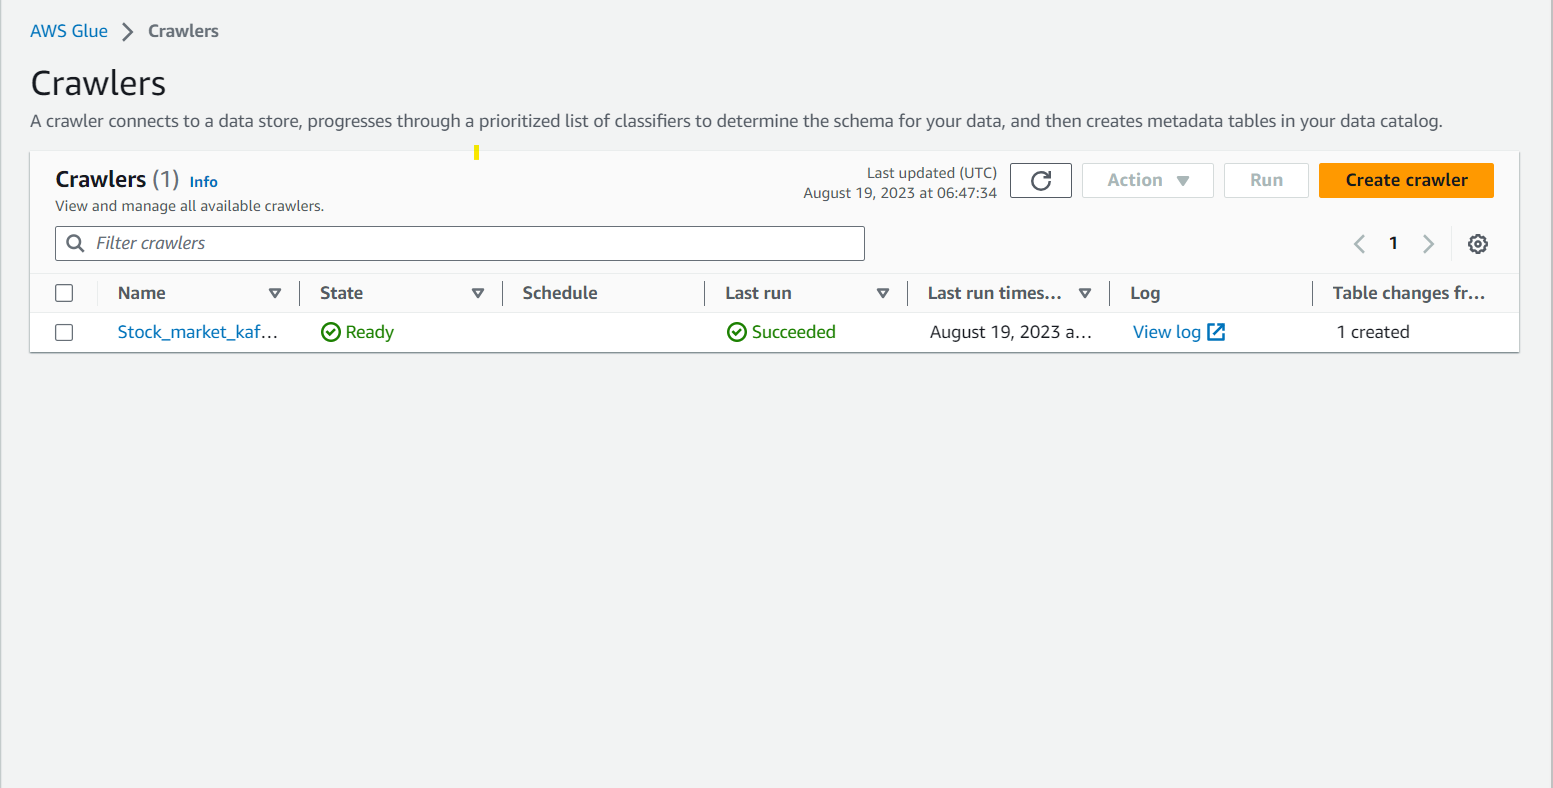 AWS Glue > Crawlers
Crawlers
A crawler connects to a data store, progresses through a prioritized list of classifiers to determine the schema for your data, and then creates metadata tables in your data catalog.
Crawlers (1) Info
View and manage all available crawlers.
Last updated (UTC)
August 19, 2023 at 06:47:34
Action
Run
Create crawler
Filter crawlers
1
Name State Schedule Last run Last run times... Log Table changes fr...
Stock_market_kaf... Ready Succeeded August 19, 2023 a... View log 1 created